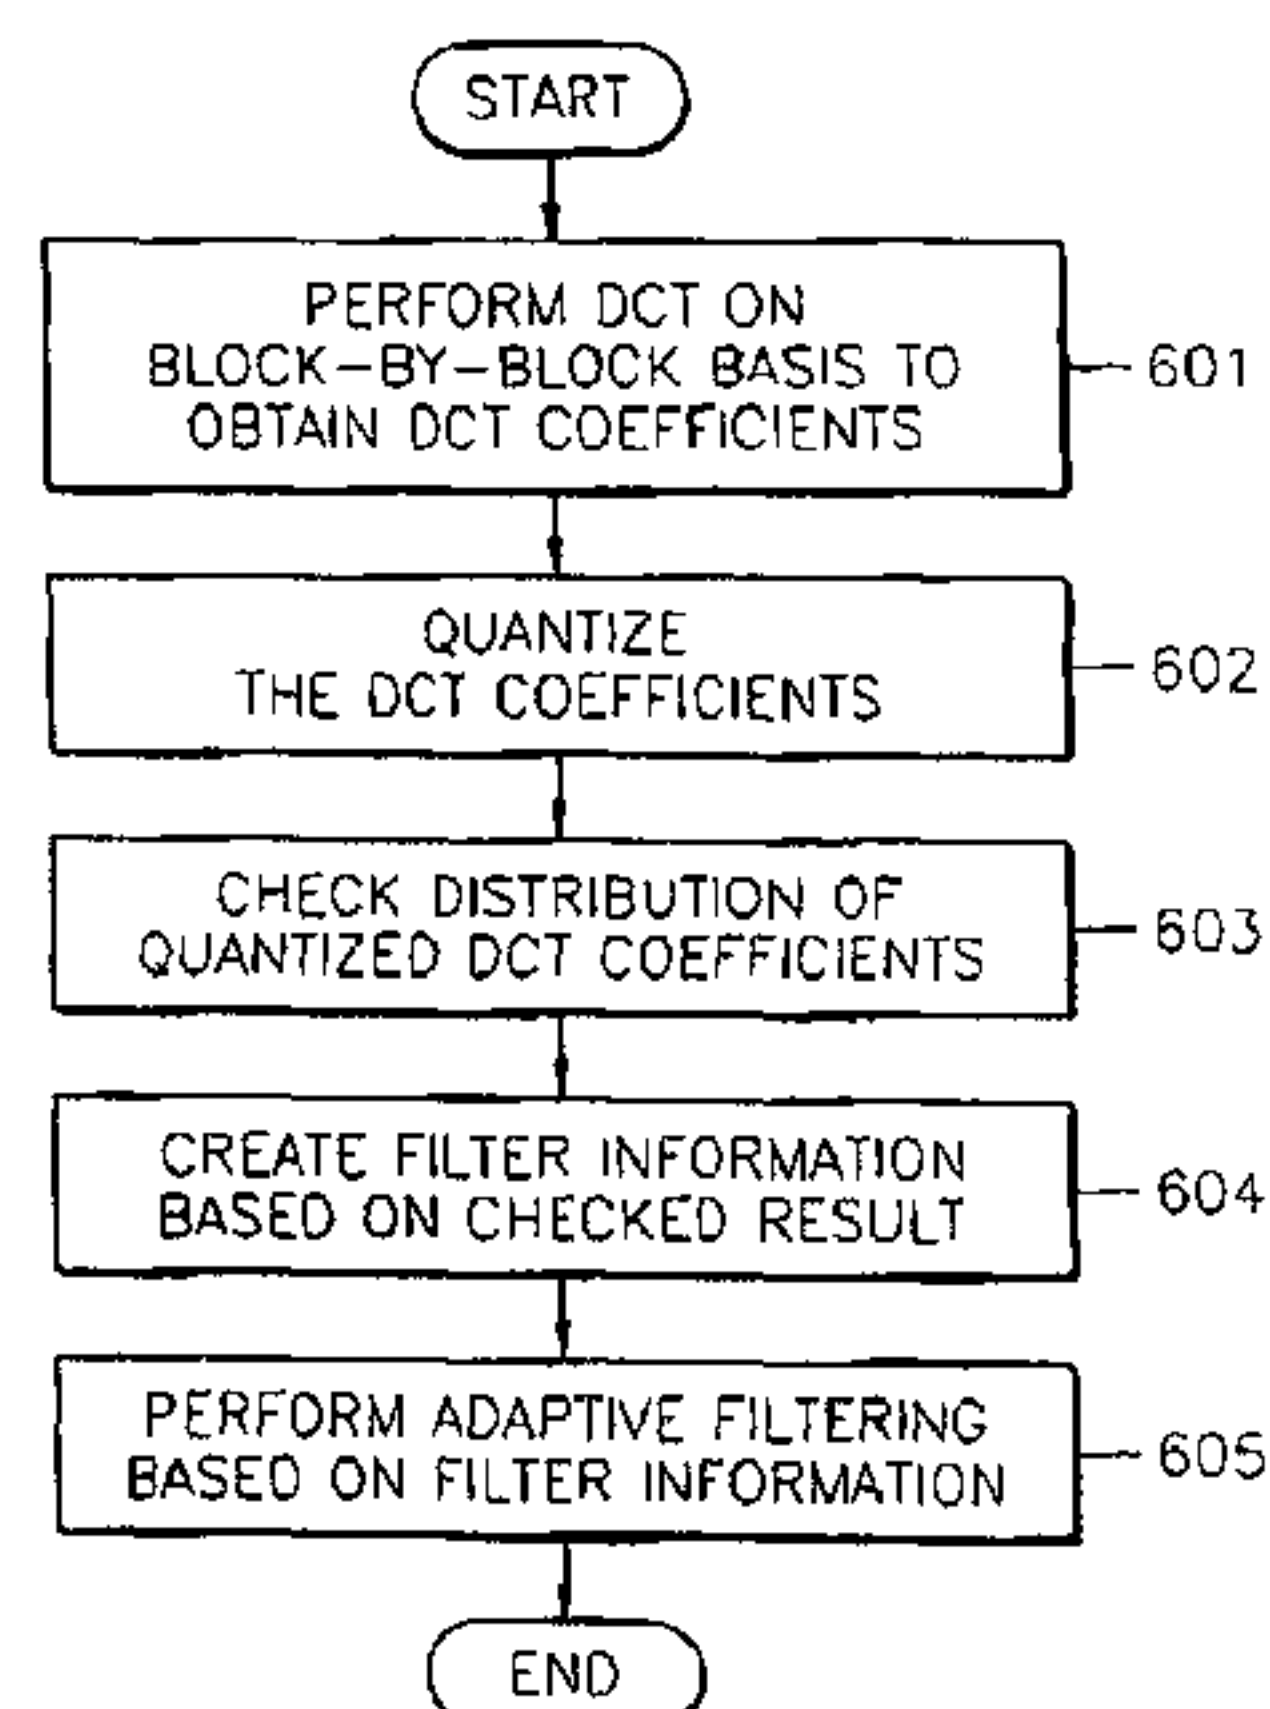 START
PERFORM DCT ON
BLOCK-BY-BLOCK BASIS TO
OBTAIN DCT COEFFICIENTS
601
QUANTIZE
THE DCT COEFFICIENTS
602
CHECK DISTRIBUTION OF
QUANTIZED DCT COEFFICIENTS
603
CREATE FILTER INFORMATION
BASED ON CHECKED RESULT
604
PERFORM ADAPTIVE FILTERING
BASED ON FILTER INFORMATION
605
END